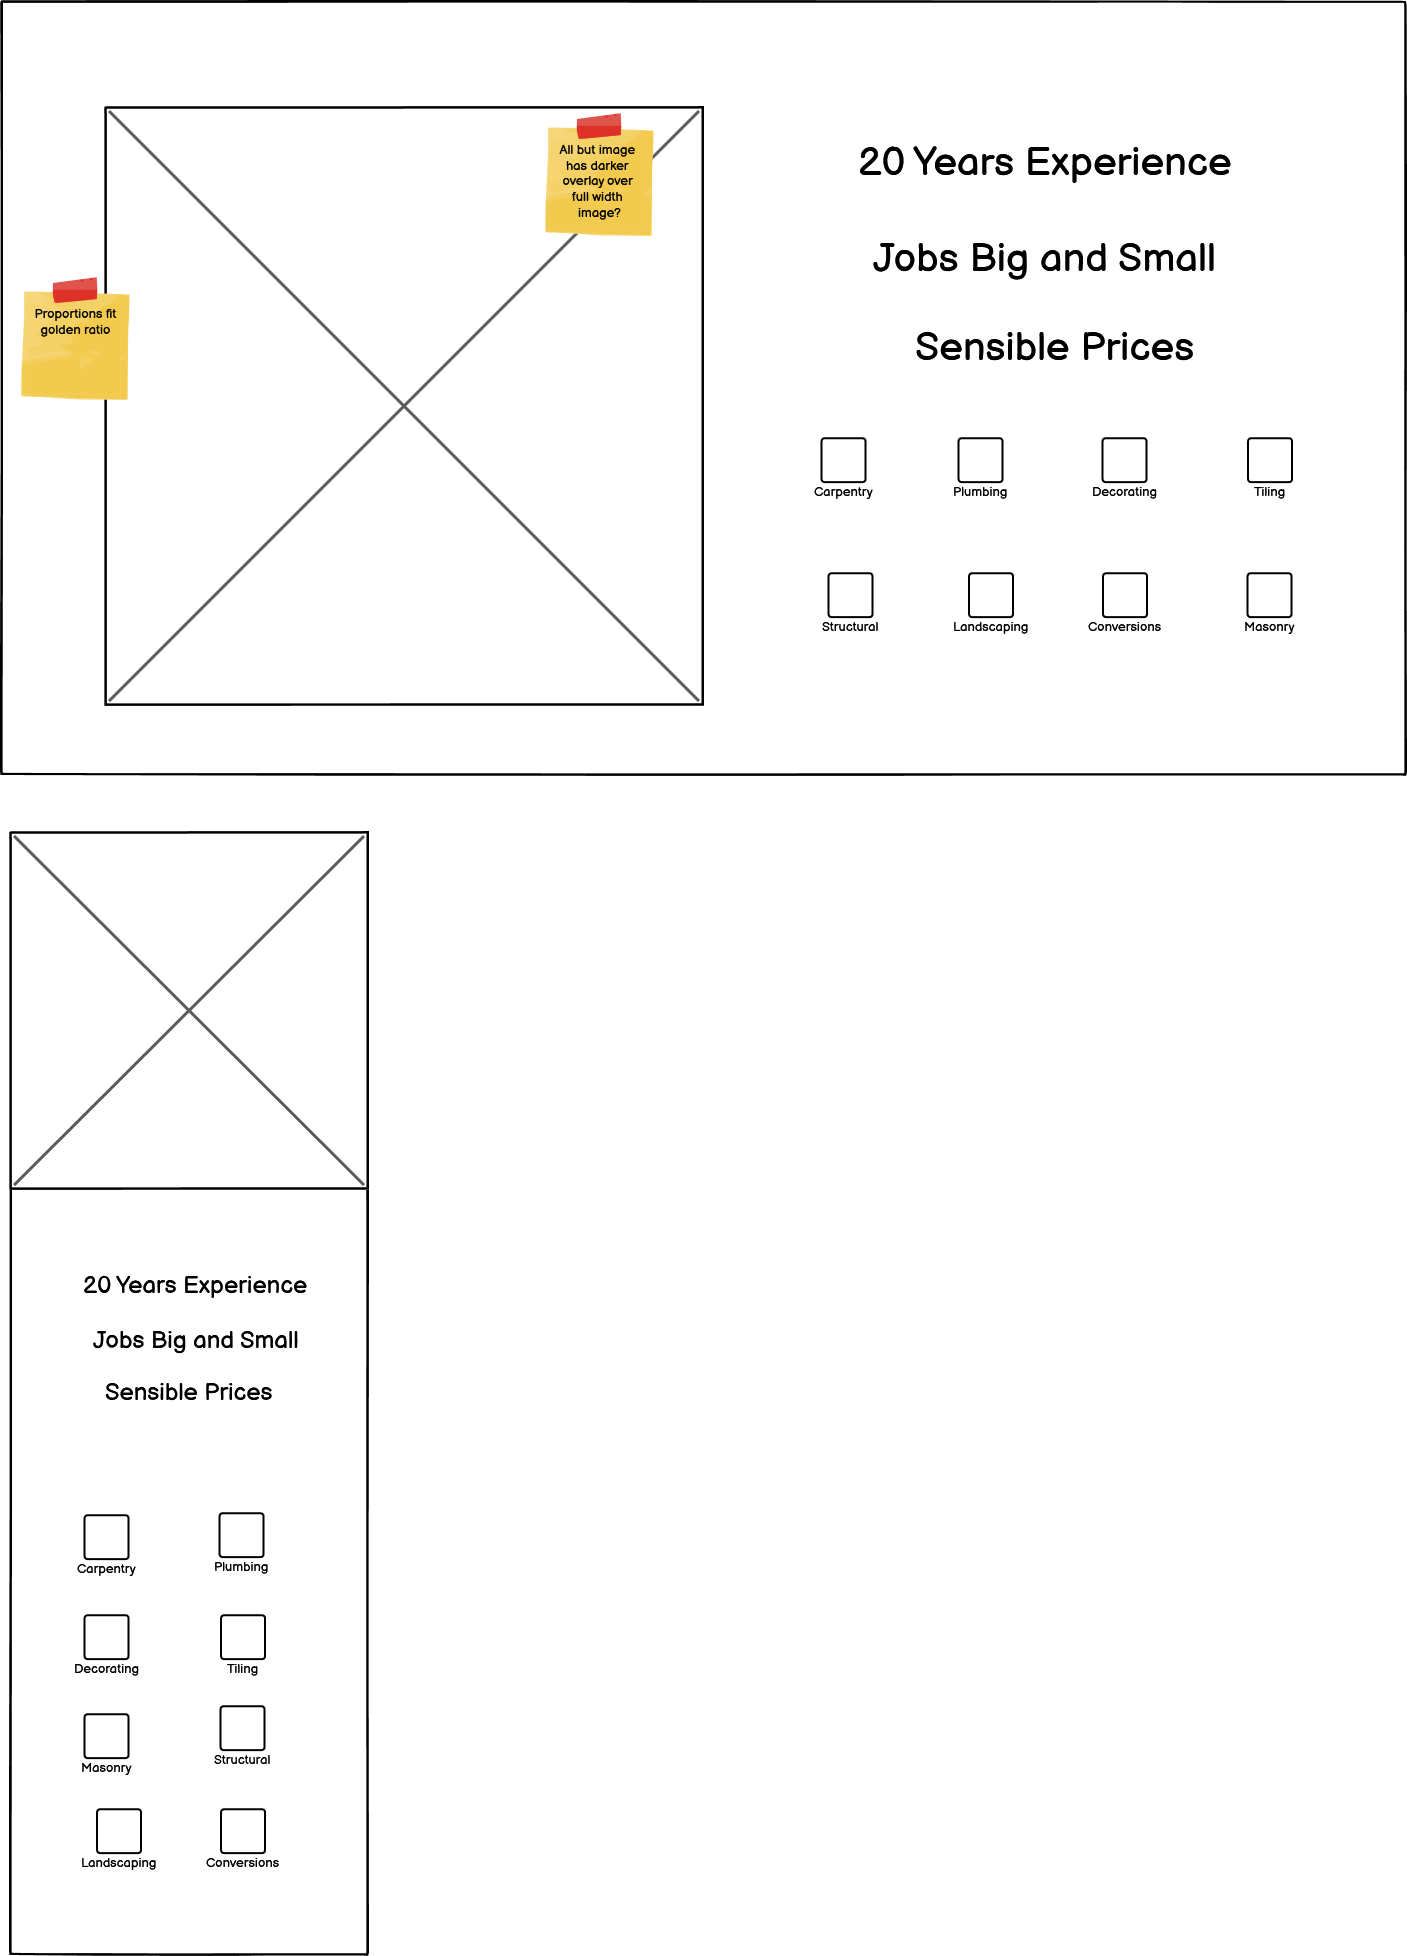 All but image
has darker
overlay over
full width
image?
Proportions fit
golden ratio
20 Years Experience
Jobs Big and Small
Sensible Prices
Carpentry
Plumbing
Decorating
Tiling
Structural
Landscaping
Conversions
Masonry
20 Years Experience
Jobs Big and Small
Sensible Prices
Carpentry
Plumbing
Decorating
Tiling
Masonry
Structural
Landscaping
Conversions